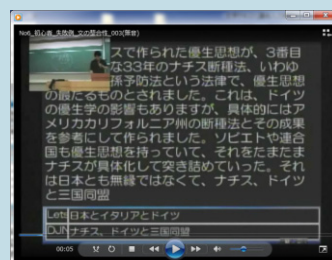 No6_初心者_失敗例_文の整合性_003(無音)
スで作られた優生思想が、3番目
な33年のナチス断種法、いわゆ
孫予防法という法律で、優生思想
の最たるものとされました。これは、ドイツ
の優生学の影響もありますが、具体的にはア
メリカカリフォルニア州の断種法とその成果
を参考にして作られました。ソビエトや連合
国も優生思想を持っていて、それをたまたま
ナチスが具体化して突き詰めていった。それ
は日本とも無縁ではなくて、ナチス、ドイツ
と三国同盟
日本とイタリアとドイツ
ナチス、ドイツと三国同盟
00:05